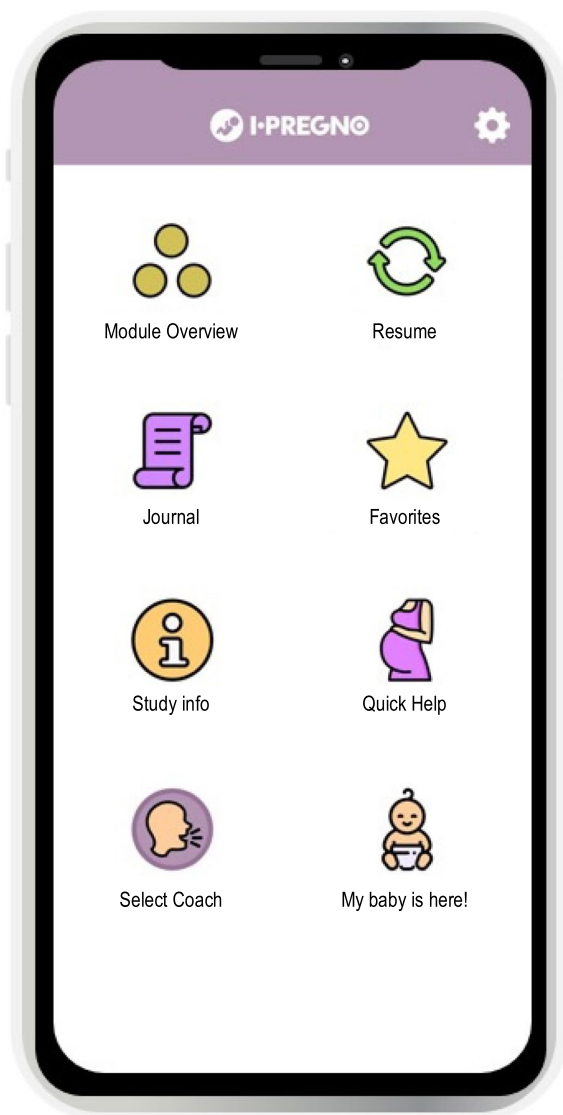 I-PREGNO
Module Overview
Resume
Journal
Favorites
Study info
Quick Help
Select Coach
My baby is here!